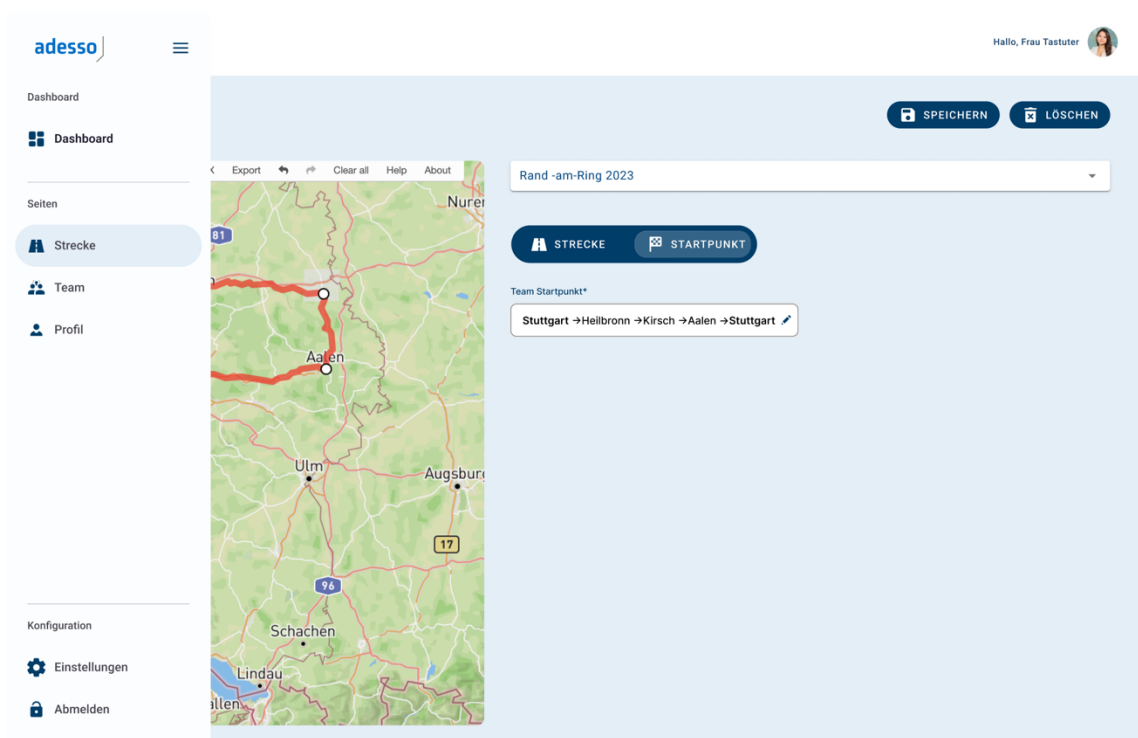 adesso
Hallo, Frau Tastuter
Dashboard
Dashboard
Seiten
Strecke
Team
Profil
Konfiguration
Einstellungen
Abmelden
SPEICHERN
LÖSCHEN
Export Clear all Help About
81
Aalen
Ulm
17
96
Schachen
Lindau
Rand -am-Ring 2023
STRECKE
STARTPUNKT
Team Startpunkt*
Stuttgart →Heilbronn →Kirsch →Aalen →Stuttgart